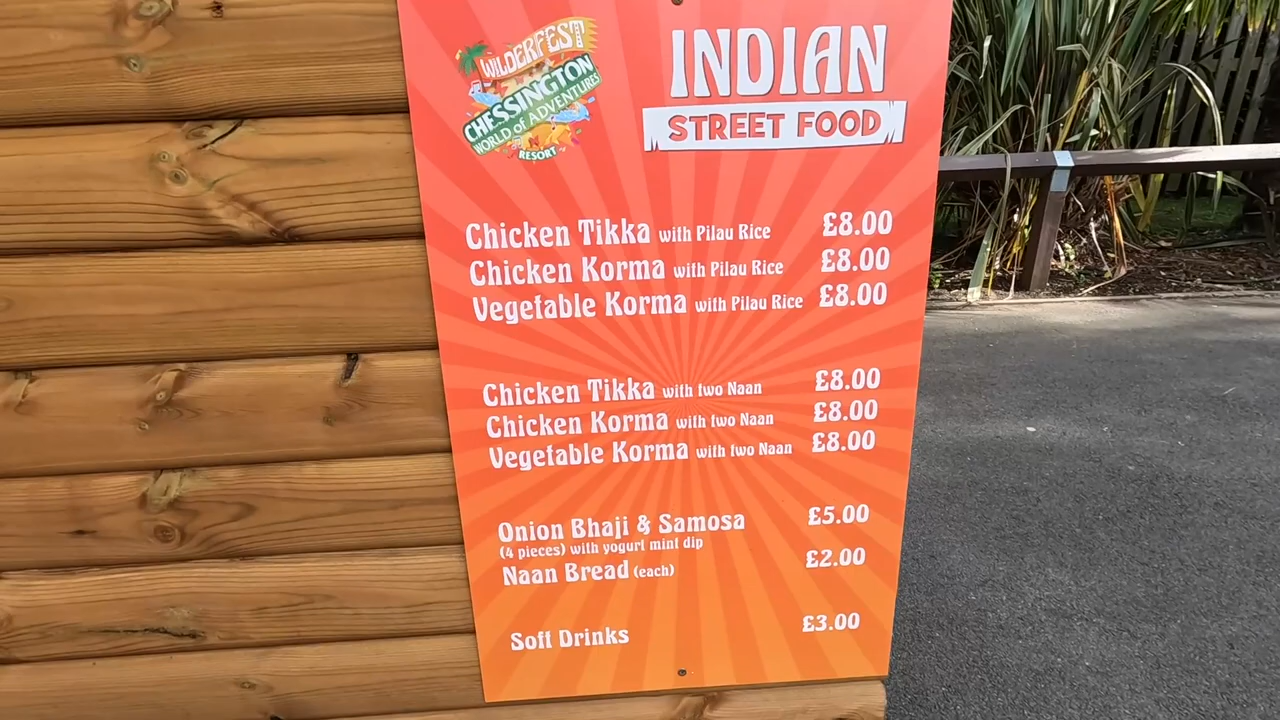 WILDERFEST
CHESSINGTON
WORLD OF ADVENTURES
RESORT
INDIAN
STREET FOOD
Chicken Tikka with Pilau Rice £8.00
Chicken Korma with Pilau Rice £8.00
Vegetable Korma with Pilau Rice £8.00
Chicken Tikka with two Naan £8.00
Chicken Korma with two Naan £8.00
Vegetable Korma with two Naan £8.00
Onion Bhaji & Samosa £5.00
(4 pieces) with yogurt mint dip
Naan Bread (each) £2.00
Soft Drinks £3.00